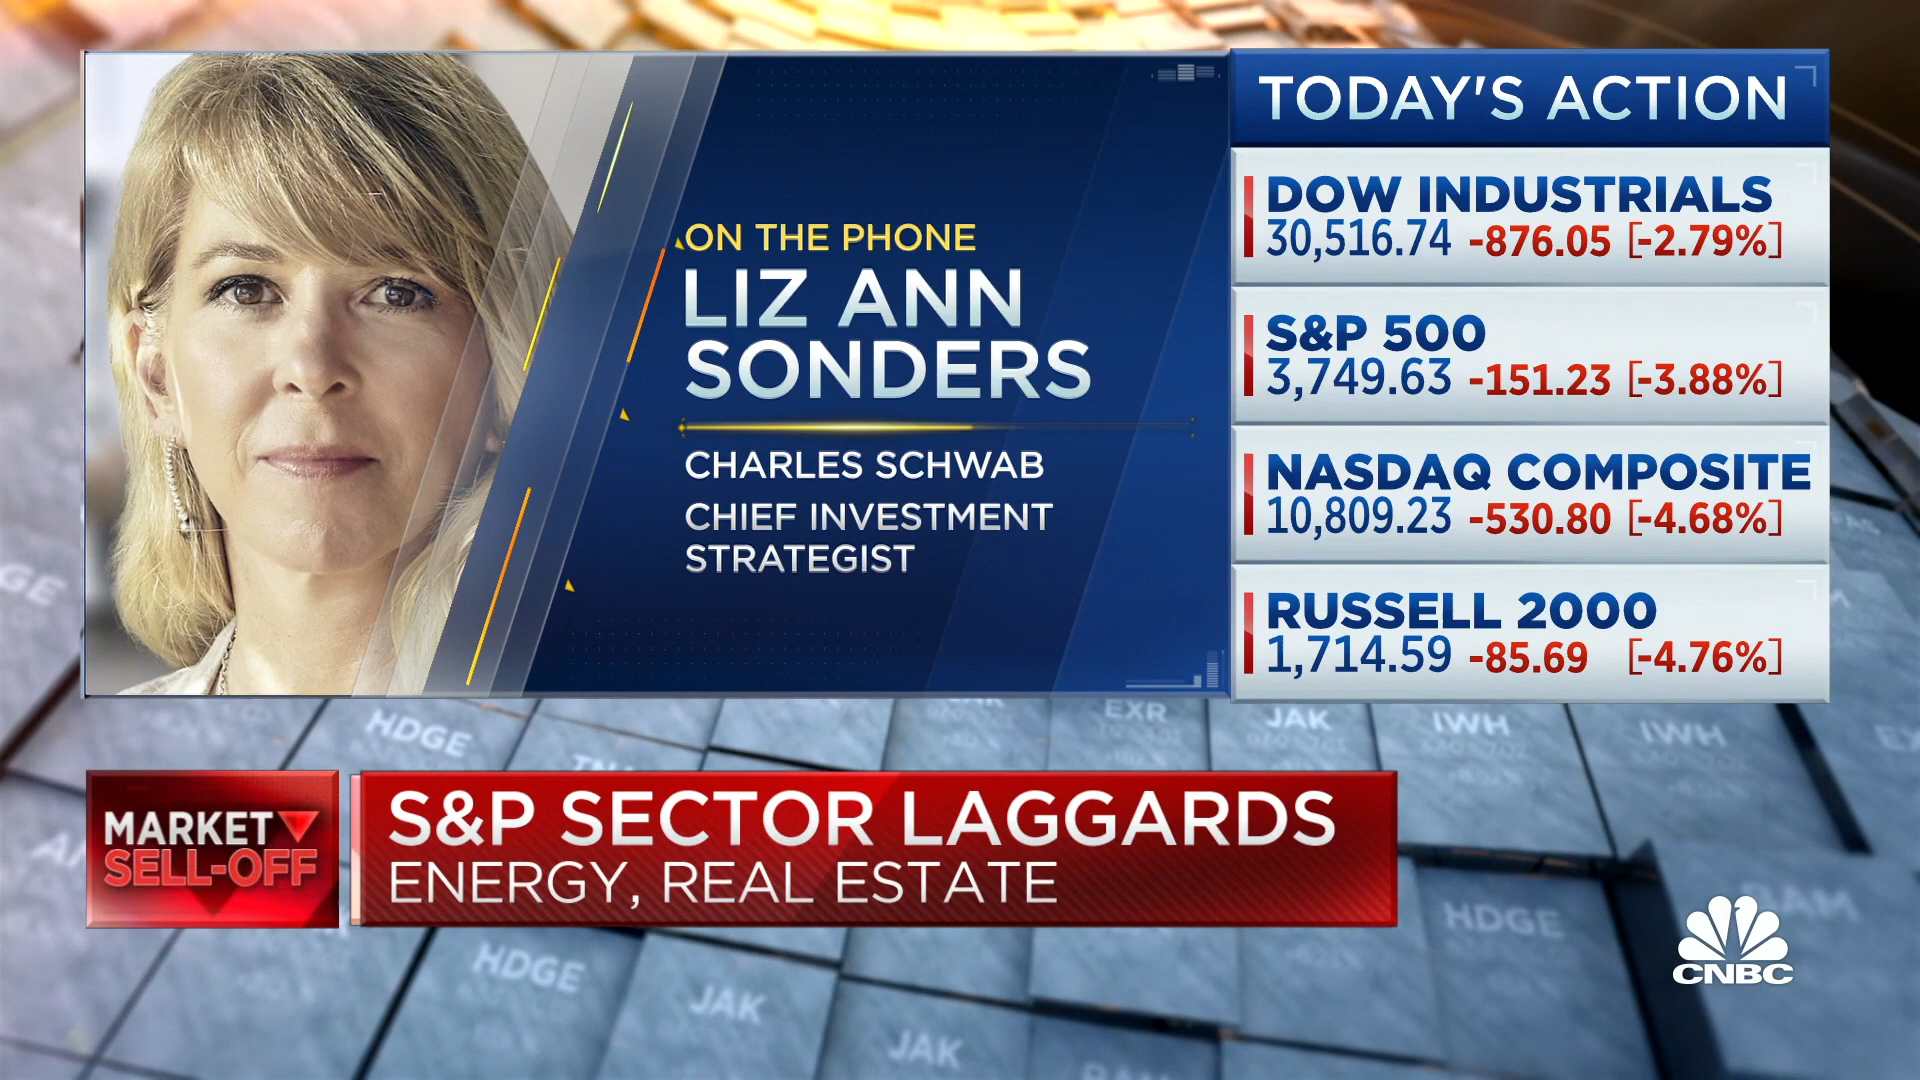 ON THE PHONE
LIZ ANN
SONDERS
CHARLES SCHWAB
CHIEF INVESTMENT
STRATEGIST
TODAY'S ACTION
DOW INDUSTRIALS
30,516.74 -876.05 [-2.79%]
S&P 500
3,749.63 -151.23 [-3.88%]
NASDAQ COMPOSITE
10,809.23 -530.80 [-4.68%]
RUSSELL 2000
1,714.59 -85.69 [-4.76%]
MARKET
SELL-OFF
S&P SECTOR LAGGARDS
ENERGY, REAL ESTATE
CNBC
HDGE
EXR
JAK
IWH
IWH
HDGE
HDGE
JAK
JAK